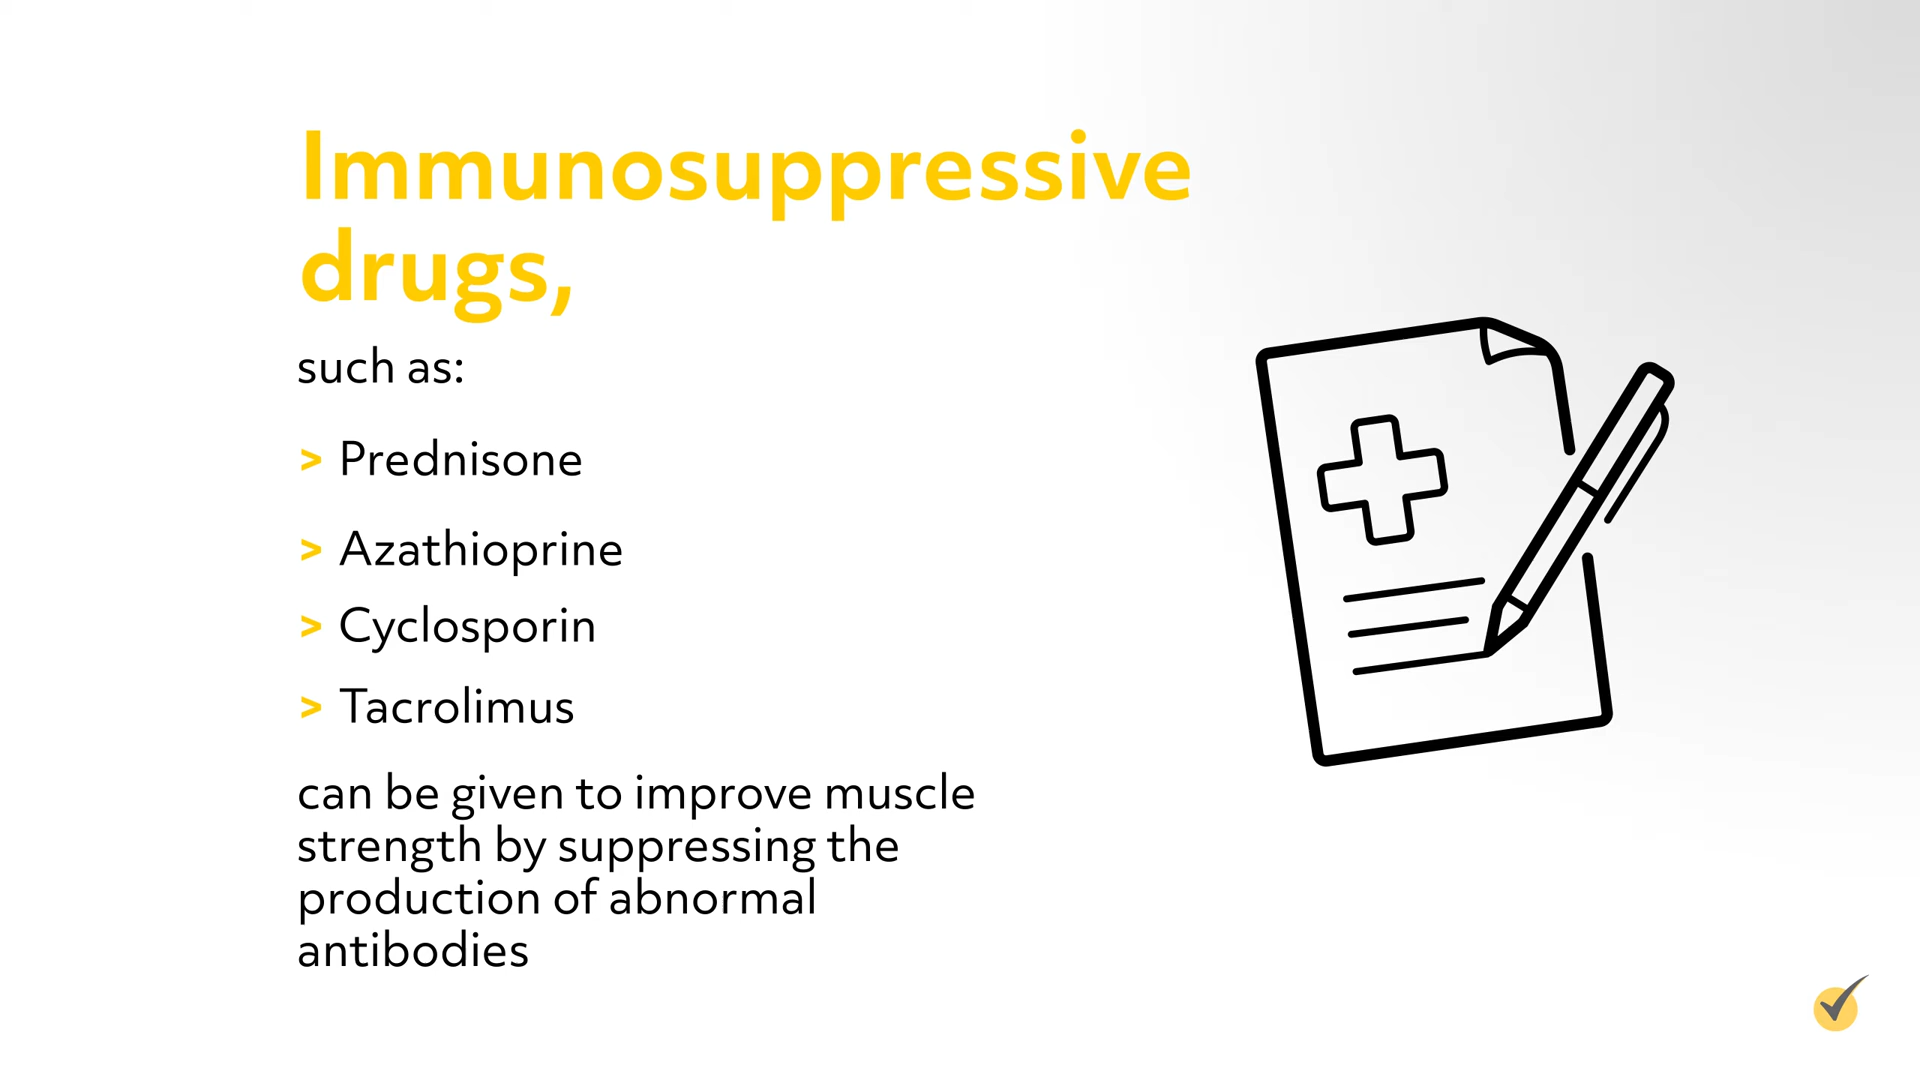 Immunosuppressive
drugs,
such as:
> Prednisone
> Azathioprine
> Cyclosporin
> Tacrolimus
can be given to improve muscle
strength by suppressing the
production of abnormal
antibodies